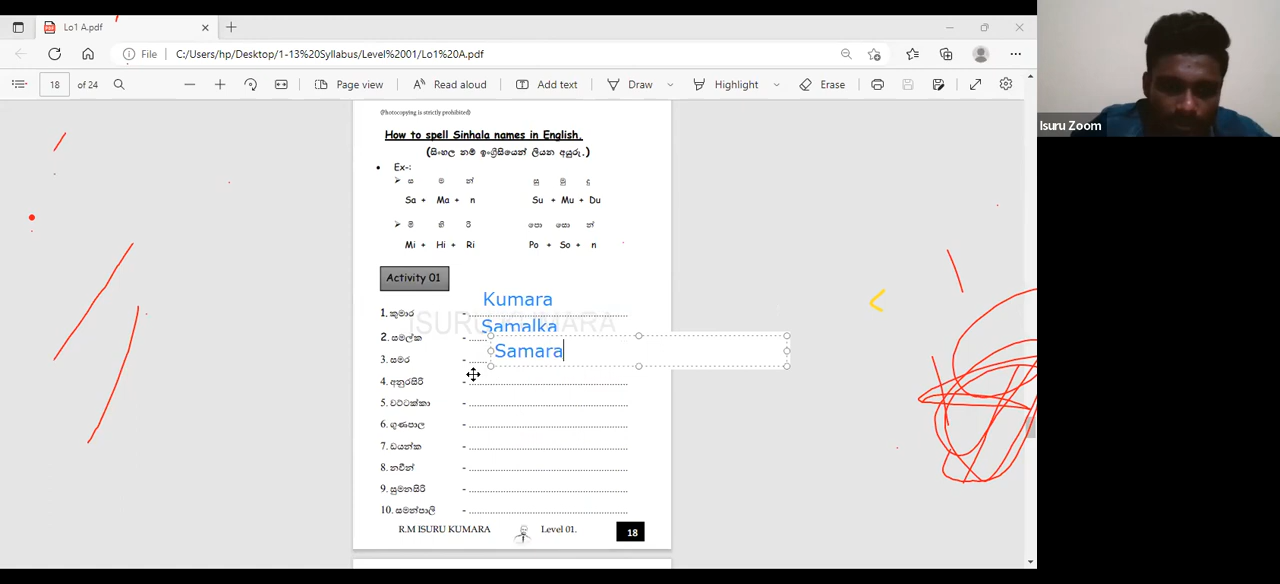 Lo1 A.pdf
File C:/Users/hp/Desktop/1-13%20Syllabus/Level%2001/Lo1%20A.pdf
18 of 24 Page view Read aloud Add text Draw Highlight Erase
Isuru Zoom
(Photocopying is strictly prohibited)
How to spell Sinhala names in English.
(සිංහල නම් ඉංග්‍රීසියෙන් ලියන අයුරු.)
• Ex-:
➢ ස ම න් සු මු දු
Sa + Ma + n Su + Mu + Du
➢ මි හි රි පො සො න්
Mi + Hi + Ri Po + So + n
Activity 01
Kumara
1. කුමාර -
ISURU KUMARA
Samalka
2. සමල්ක -
Samara
3. සමර -
4. අනුරසිරි -
5. වට්ටක්කා -
6. ගුණපාල -
7. ඩයන්ක -
8. නවීන් -
9. සුමනසිරි -
10. සමන්පාලි -
R.M ISURU KUMARA Level 01. 18